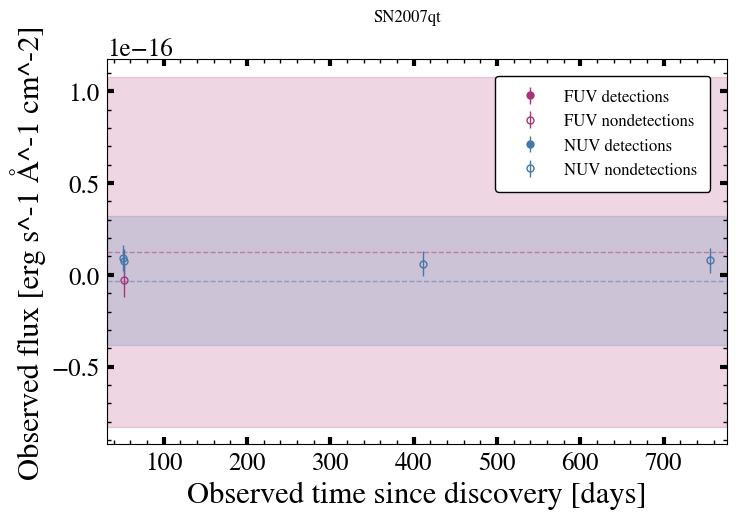 SN2007qt
1e−16
1.0
0.5
0.0
−0.5
Observed flux [erg s^-1 Å^-1 cm^-2]
FUV detections
FUV nondetections
NUV detections
NUV nondetections
100 200 300 400 500 600 700
Observed time since discovery [days]